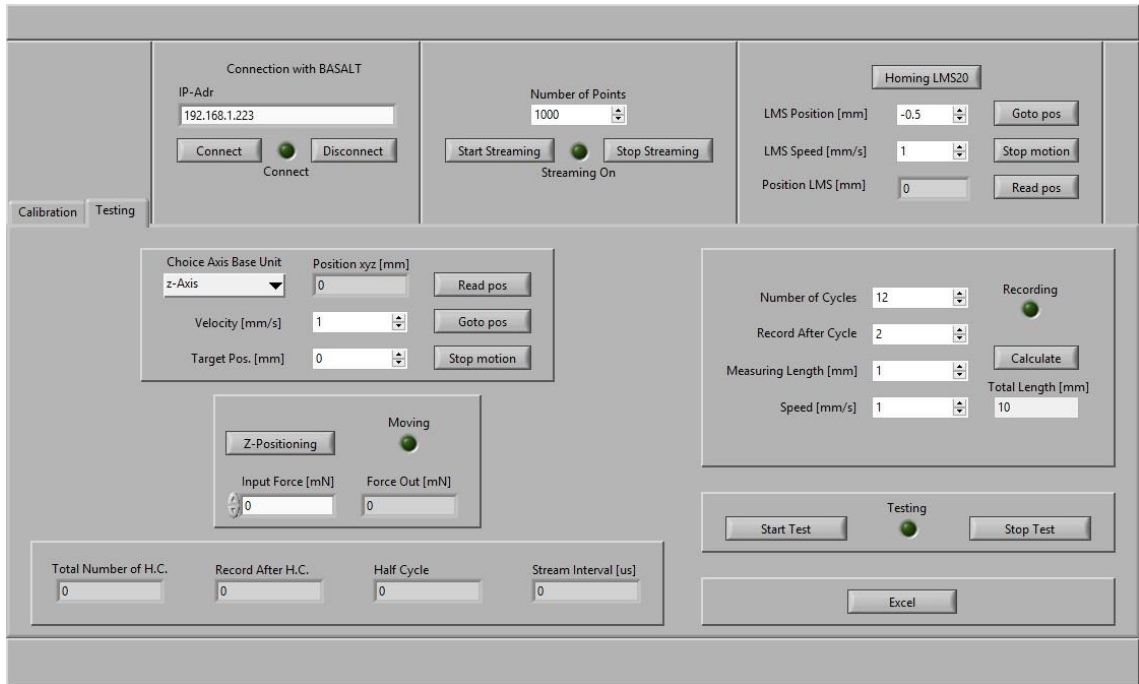 Connection with BASALT
IP-Adr
192.168.1.223
Connect
Disconnect
Connect
Number of Points
1000
Start Streaming
Stop Streaming
Streaming On
Homing LMS20
LMS Position [mm]
-0.5
Goto pos
LMS Speed [mm/s]
1
Stop motion
Position LMS [mm]
0
Read pos
Calibration
Testing
Choice Axis Base Unit
Position xyz [mm]
z-Axis
0
Read pos
Velocity [mm/s]
1
Goto pos
Target Pos. [mm]
0
Stop motion
Z-Positioning
Moving
Input Force [mN]
Force Out [mN]
0
0
Total Number of H.C.
Record After H.C.
Half Cycle
Stream Interval [us]
0
0
0
0
Number of Cycles
12
Recording
Record After Cycle
2
Measuring Length [mm]
1
Calculate
Total Length [mm]
Speed [mm/s]
1
10
Start Test
Testing
Stop Test
Excel